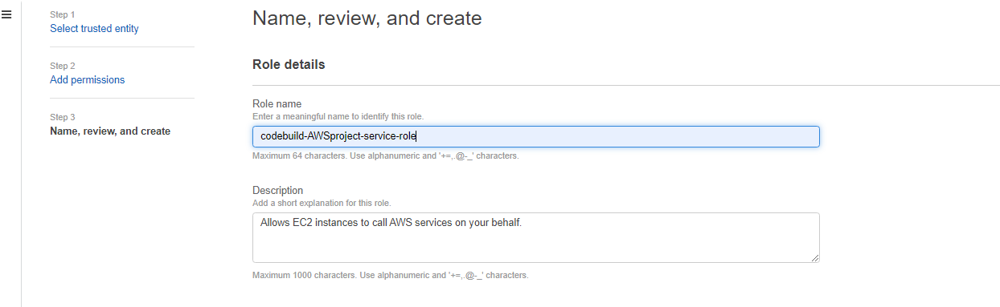 Step 1
Select trusted entity
Step 2
Add permissions
Step 3
Name, review, and create
Name, review, and create
Role details
Role name
Enter a meaningful name to identify this role.
codebuild-AWSproject-service-role
Maximum 64 characters. Use alphanumeric and '+=,.@-_' characters.
Description
Add a short explanation for this role.
Allows EC2 instances to call AWS services on your behalf.
Maximum 1000 characters. Use alphanumeric and '+=,.@-_' characters.